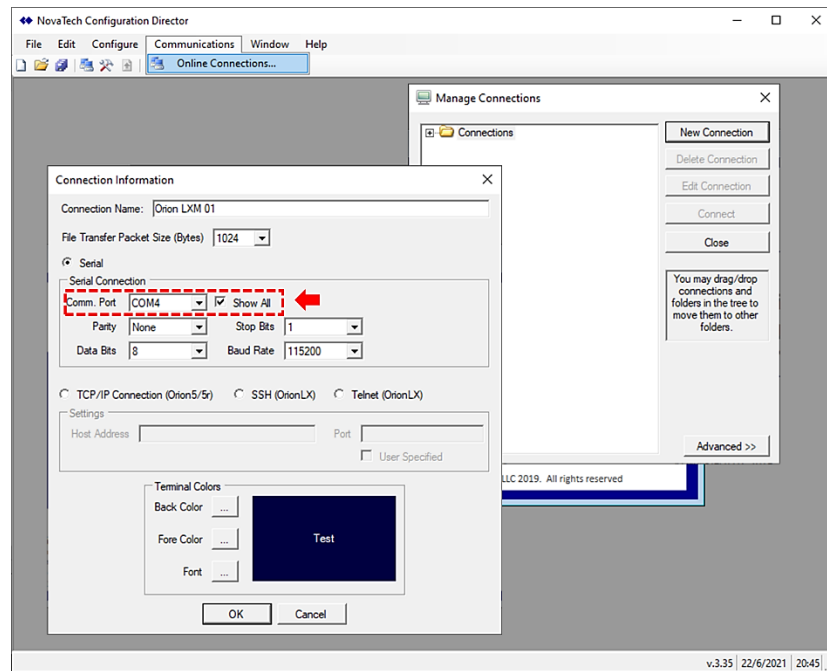 NovaTech Configuration Director
File Edit Configure Communications Window Help
Online Connections...
Manage Connections
Connections
New Connection
Delete Connection
Edit Connection
Connect
Close
You may drag/drop
connections and
folders in the tree to
move them to other
folders.
Advanced >>
LLC 2019. All rights reserved
Connection Information
Connection Name: Orion LXM 01
File Transfer Packet Size (Bytes) 1024
Serial
Serial Connection
Comm. Port COM4 Show All
Parity None Stop Bits 1
Data Bits 8 Baud Rate 115200
TCP/IP Connection (Orion5/5r) SSH (OrionLX) Telnet (OrionLX)
Settings
Host Address Port
User Specified
Terminal Colors
Back Color ...
Fore Color ... Test
Font ...
OK Cancel
v.3.35 22/6/2021 20:45